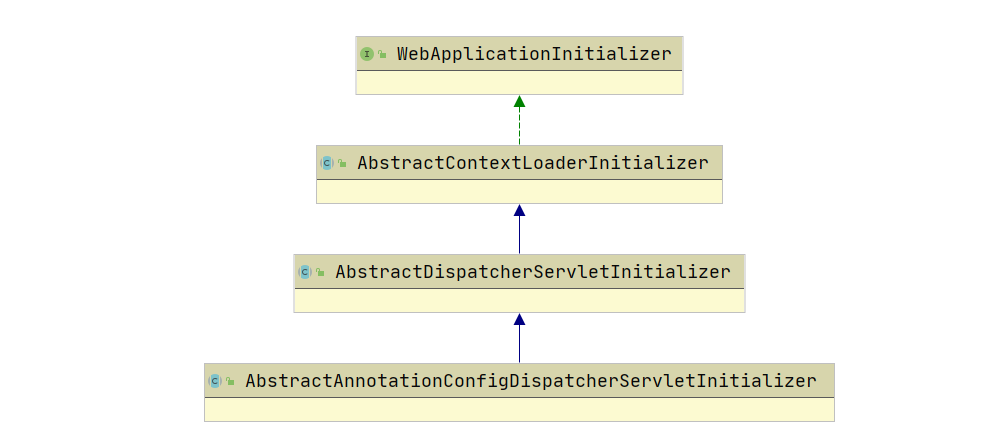 I WebApplicationInitializer
C AbstractContextLoaderInitializer
C AbstractDispatcherServletInitializer
C AbstractAnnotationConfigDispatcherServletInitializer